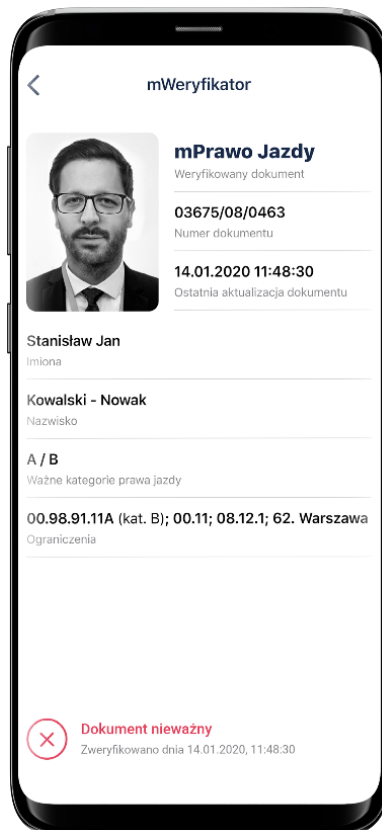 mWeryfikator
mPrawo Jazdy
Weryfikowany dokument
03675/08/0463
Numer dokumentu
14.01.2020 11:48:30
Ostatnia aktualizacja dokumentu
Stanisław Jan
Imiona
Kowalski - Nowak
Nazwisko
A / B
Ważne kategorie prawa jazdy
00.98.91.11A (kat. B); 00.11; 08.12.1; 62. Warszawa
Ograniczenia
Dokument nieważny
Zweryfikowano dnia 14.01.2020, 11:48:30